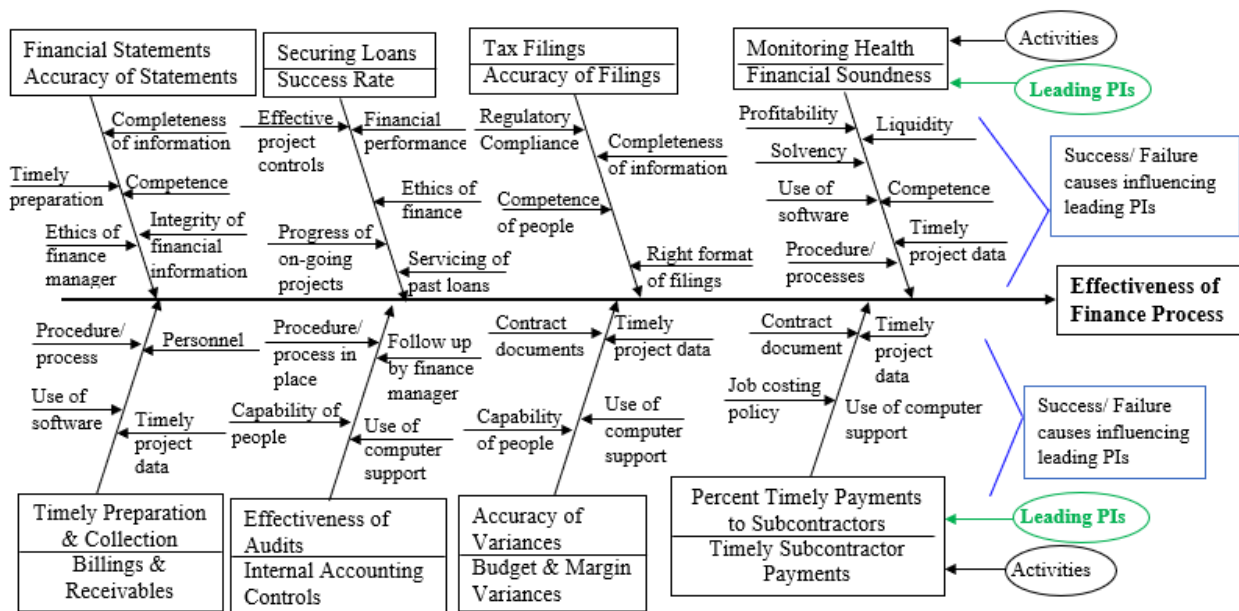 Financial Statements
Accuracy of Statements
Securing Loans
Success Rate
Tax Filings
Accuracy of Filings
Monitoring Health
Financial Soundness
Activities
Leading PIs
Completeness
of information
Timely
preparation
Competence
Ethics of
finance
manager
Integrity of
financial
information
Effective
project
controls
Financial
performance
Ethics of
finance
Progress of
on-going
projects
Servicing of
past loans
Regulatory
Compliance
Completeness
of information
Competence
of people
Right format
of filings
Profitability
Liquidity
Solvency
Use of
software
Competence
Procedure/
processes
Timely
project data
Success/ Failure
causes influencing
leading PIs
Effectiveness of
Finance Process
Procedure/
process
Personnel
Use of
software
Timely
project
data
Procedure/
process in
place
Follow up
by finance
manager
Capability of
people
Use of
computer
support
Contract
documents
Timely
project data
Capability
of people
Use of
computer
support
Contract
document
Timely
project
data
Job costing
policy
Use of computer
support
Success/ Failure
causes influencing
leading PIs
Timely Preparation
& Collection
Billings &
Receivables
Effectiveness of
Audits
Internal Accounting
Controls
Accuracy of
Variances
Budget & Margin
Variances
Percent Timely Payments
to Subcontractors
Timely Subcontractor
Payments
Leading PIs
Activities